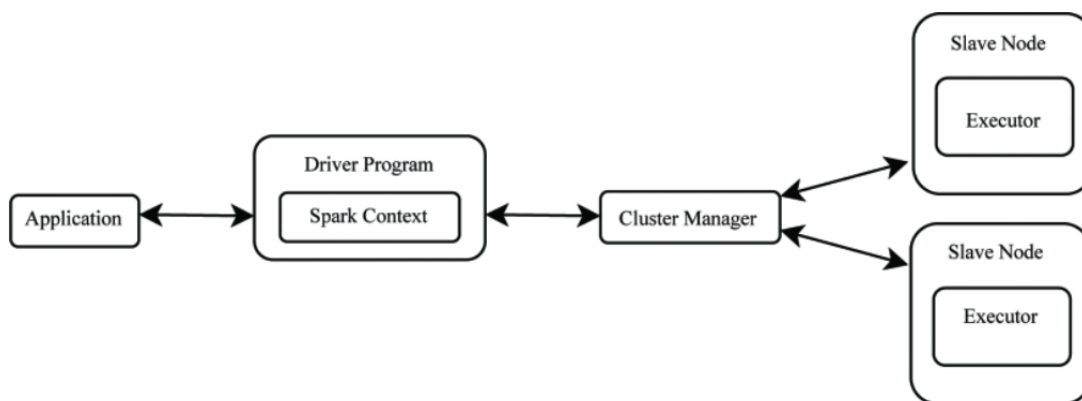 Application
Driver Program
Spark Context
Cluster Manager
Slave Node
Executor
Slave Node
Executor